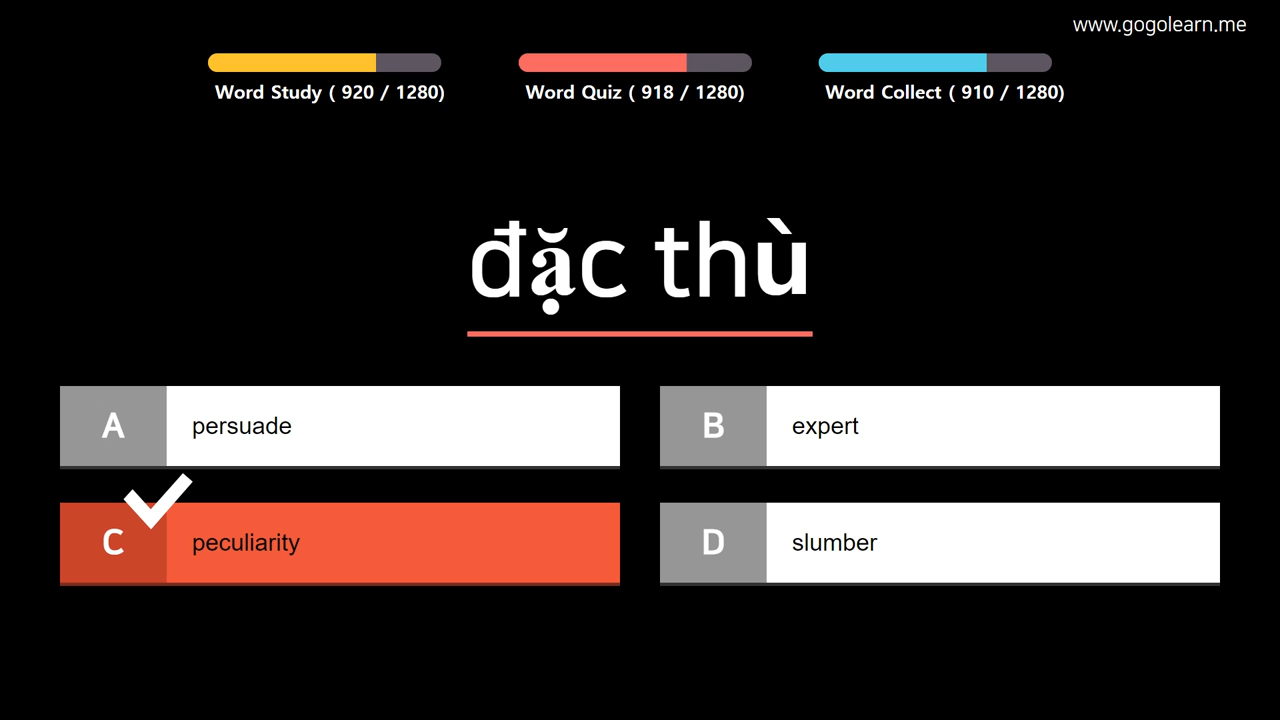 www.gogolearn.me
Word Study ( 920 / 1280)
Word Quiz ( 918 / 1280)
Word Collect ( 910 / 1280)
đặc thù
A persuade
B expert
C peculiarity
D slumber